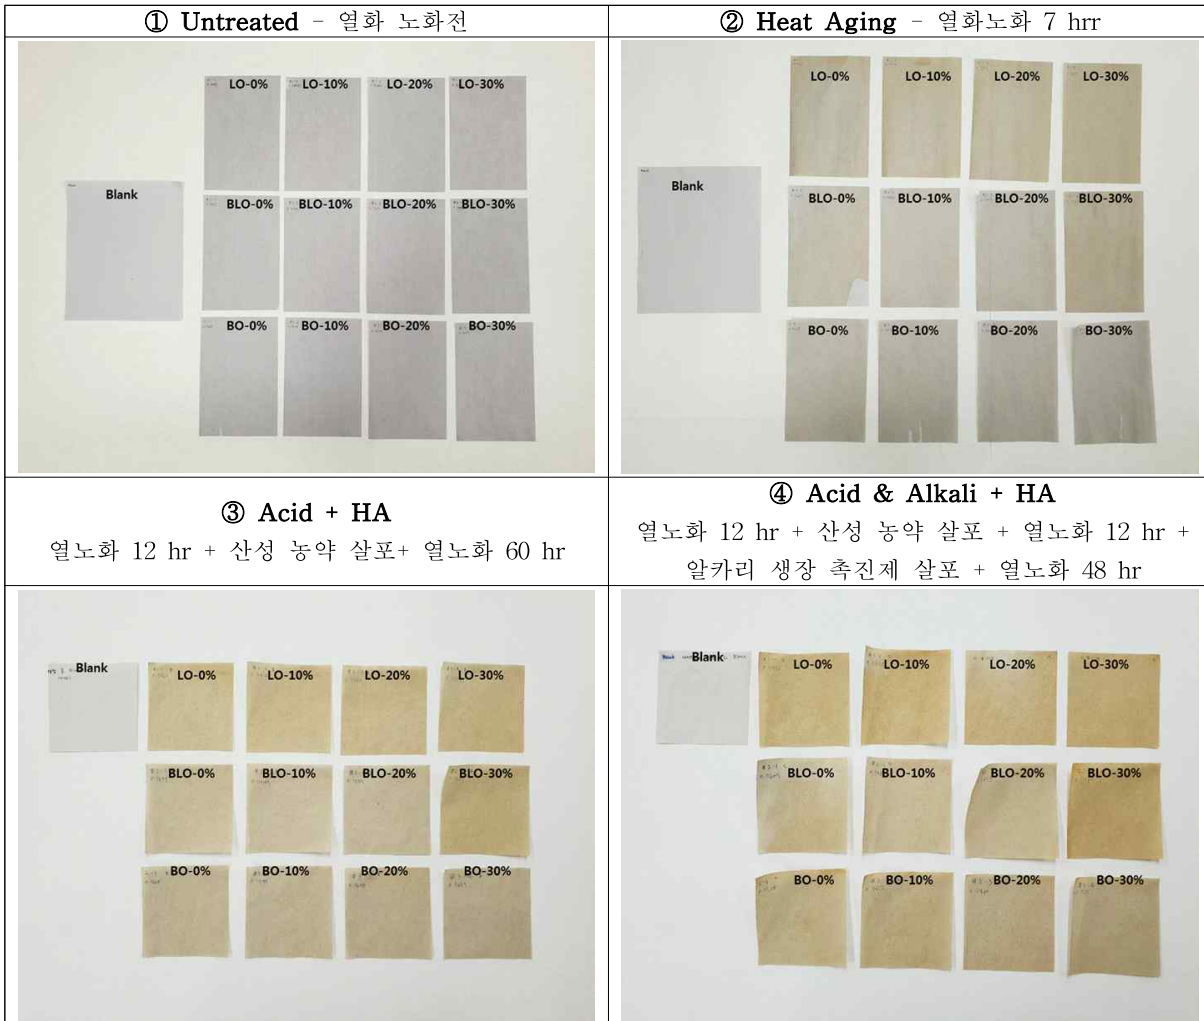 ① Untreated - 열화 노화전
② Heat Aging - 열화노화 7 hrr
LO-0% LO-10% LO-20% LO-30%
Blank
BLO-0% BLO-10% BLO-20% BLO-30%
BO-0% BO-10% BO-20% BO-30%
LO-0% LO-10% LO-20% LO-30%
Blank
BLO-0% BLO-10% BLO-20% BLO-30%
BO-0% BO-10% BO-20% BO-30%
③ Acid + HA
열노화 12 hr + 산성 농약 살포+ 열노화 60 hr
④ Acid & Alkali + HA
열노화 12 hr + 산성 농약 살포 + 열노화 12 hr +
알카리 생장 촉진제 살포 + 열노화 48 hr
Blank LO-0% LO-10% LO-20% LO-30%
BLO-0% BLO-10% BLO-20% BLO-30%
BO-0% BO-10% BO-20% BO-30%
Blank LO-0% LO-10% LO-20% LO-30%
BLO-0% BLO-10% BLO-20% BLO-30%
BO-0% BO-10% BO-20% BO-30%